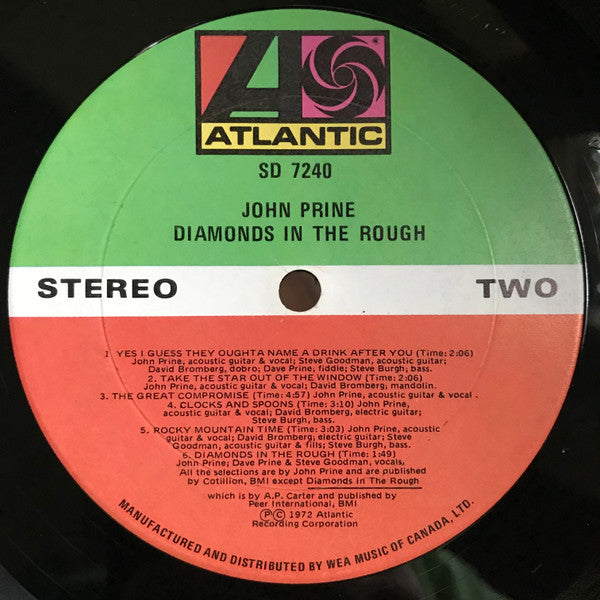 ATLANTIC
SD 7240
JOHN PRINE
DIAMONDS IN THE ROUGH
STEREO TWO
1. YES I GUESS THEY OUGHTA NAME A DRINK AFTER YOU (Time: 2:06)
John Prine, acoustic guitar & vocal; Steve Goodman, acoustic guitar;
David Bromberg, dobro; Dave Prine, fiddle; Steve Burgh, bass.
2. TAKE THE STAR OUT OF THE WINDOW (Time: 2:06)
John Prine, acoustic guitar & vocal; David Bromberg, mandolin.
3. THE GREAT COMPROMISE (Time: 4:57) John Prine, acoustic guitar & vocal .
4. CLOCKS AND SPOONS (Time: 3:10) John Prine,
acoustic guitar & vocal; David Bromberg, electric guitar;
Steve Burgh, bass.
5. ROCKY MOUNTAIN TIME (Time: 3:03) John Prine, acoustic
guitar & vocal; David Bromberg, electric guitar; Steve
Goodman, acoustic guitar & fills; Steve Burgh, bass.
6. DIAMONDS IN THE ROUGH (Time: 1:49)
John Prine; Dave Prine & Steve Goodman, vocals,
All the selections are by John Prine and are published
by Cotillion, BMI except Diamonds In The Rough
which is by A.P. Carter and published by
Peer International, BMI
Ⓟ© 1972 Atlantic
Recording Corporation
MANUFACTURED AND DISTRIBUTED BY WEA MUSIC OF CANADA, LTD.